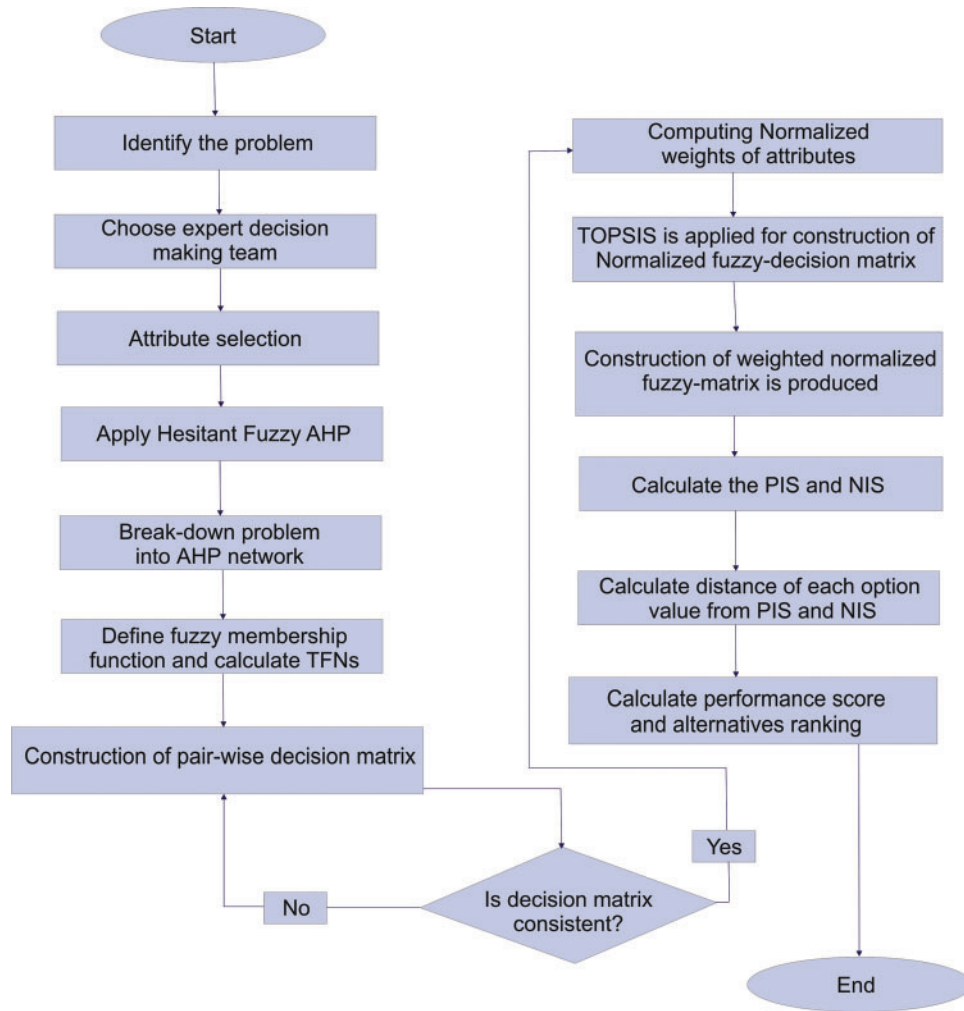 Start
Identify the problem
Choose expert decision
making team
Attribute selection
Apply Hesitant Fuzzy AHP
Break-down problem
into AHP network
Define fuzzy membership
function and calculate TFNs
Construction of pair-wise decision matrix
Is decision matrix
consistent?
No
Yes
Computing Normalized
weights of attributes
TOPSIS is applied for construction of
Normalized fuzzy-decision matrix
Construction of weighted normalized
fuzzy-matrix is produced
Calculate the PIS and NIS
Calculate distance of each option
value from PIS and NIS
Calculate performance score
and alternatives ranking
End